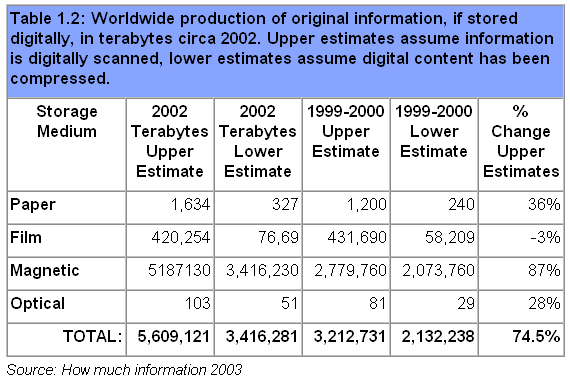 Table 1.2: Worldwide production of original information, if stored
digitally, in terabytes circa 2002. Upper estimates assume information
is digitally scanned, lower estimates assume digital content has been
compressed.
Storage Medium 2002 Terabytes Upper Estimate 2002 Terabytes Lower Estimate 1999-2000 Upper Estimate 1999-2000 Lower Estimate % Change Upper Estimates
Paper 1,634 327 1,200 240 36%
Film 420,254 76,69 431,690 58,209 -3%
Magnetic 5187130 3,416,230 2,779,760 2,073,760 87%
Optical 103 51 81 29 28%
TOTAL: 5,609,121 3,416,281 3,212,731 2,132,238 74.5%
Source: How much information 2003